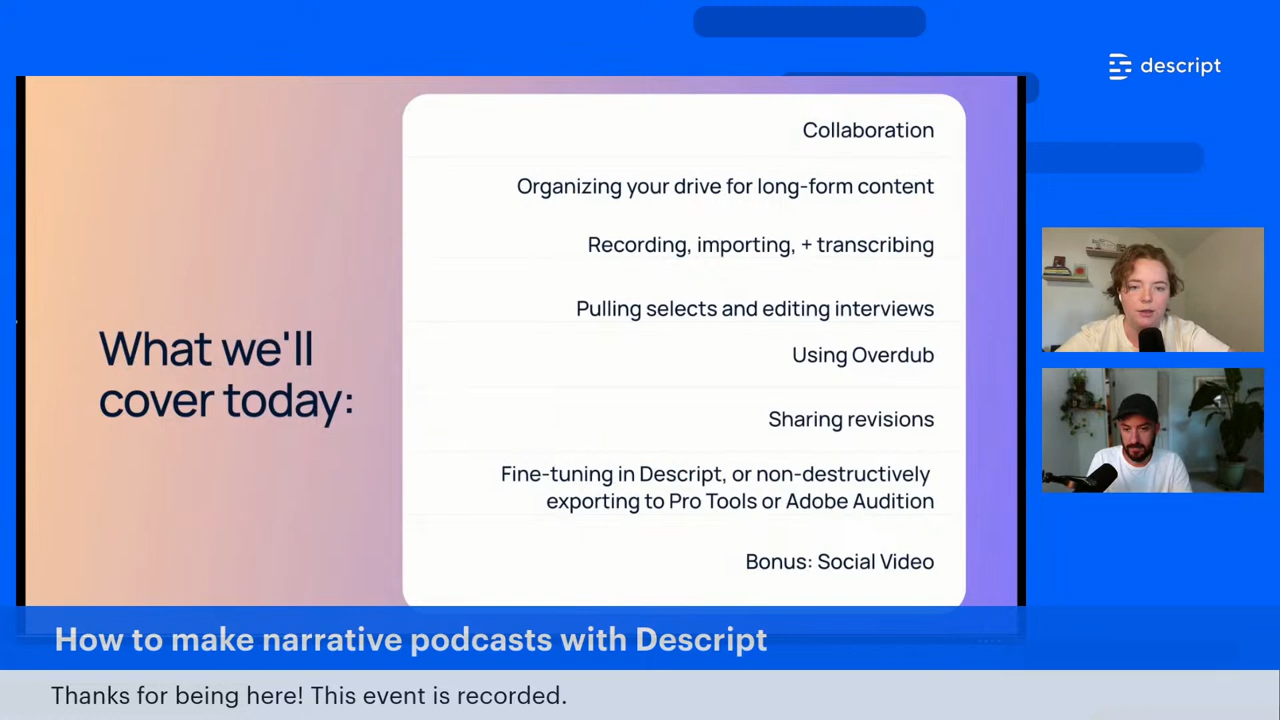 descript
What we'll
cover today:
Collaboration
Organizing your drive for long-form content
Recording, importing, + transcribing
Pulling selects and editing interviews
Using Overdub
Sharing revisions
Fine-tuning in Descript, or non-destructively
exporting to Pro Tools or Adobe Audition
Bonus: Social Video
How to make narrative podcasts with Descript
Thanks for being here! This event is recorded.